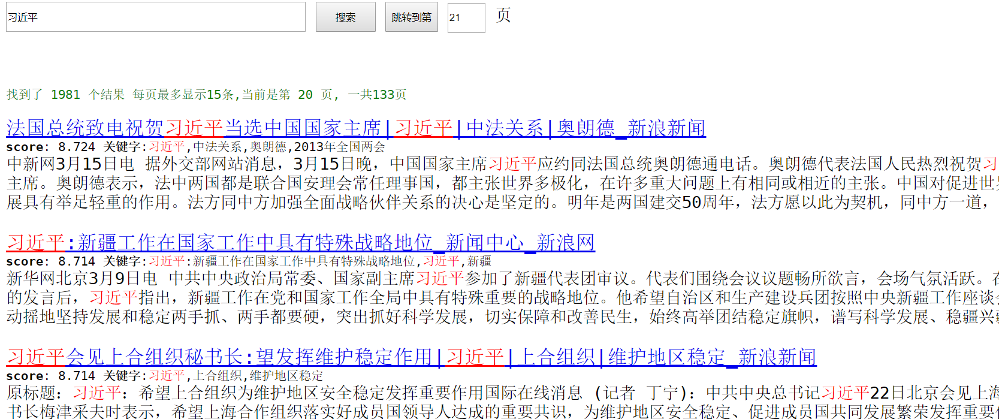 习近平 搜索 跳转到第 21 页
找到了 1981 个结果 每页最多显示15条,当前是第 20 页, 一共133页
法国总统致电祝贺习近平当选中国国家主席|习近平|中法关系|奥朗德_新浪新闻
score: 8.724 关键字:习近平,中法关系,奥朗德,2013年全国两会
中新网3月15日电 据外交部网站消息，3月15日晚，中国国家主席习近平应约同法国总统奥朗德通电话。奥朗德代表法国人民热烈祝贺习
主席。奥朗德表示，法中两国都是联合国安理会常任理事国，都主张世界多极化，在许多重大问题上有相同或相近的主张。中国对促进世界
展具有举足轻重的作用。法方同中方加强全面战略伙伴关系的决心是坚定的。明年是两国建交50周年，法方愿以此为契机，同中方一道，
习近平:新疆工作在国家工作中具有特殊战略地位_新闻中心_新浪网
score: 8.714 关键字:习近平:新疆工作在国家工作中具有特殊战略地位,习近平,新疆
新华网北京3月9日电 中共中央政治局常委、国家副主席习近平参加了新疆代表团审议。代表们围绕会议议题畅所欲言，会场气氛活跃。在
的发言后，习近平指出，新疆工作在党和国家工作全局中具有特殊重要的战略地位。他希望自治区和生产建设兵团按照中央新疆工作座谈会
动摇地坚持发展和稳定两手抓、两手都要硬，突出抓好科学发展，切实保障和改善民生，始终高举团结稳定旗帜，谱写科学发展、稳疆兴疆
习近平会见上合组织秘书长:望发挥维护稳定作用|习近平|上合组织|维护地区稳定_新浪新闻
score: 8.714 关键字:习近平,上合组织,维护地区稳定
原标题：习近平：希望上合组织为维护地区安全稳定发挥重要作用国际在线消息 (记者 丁宁)：中共中央总书记习近平22日北京会见上海
书长梅津采夫时表示，希望上海合作组织落实好成员国领导人达成的重要共识，为维护地区安全稳定、促进成员国共同发展繁荣发挥重要作